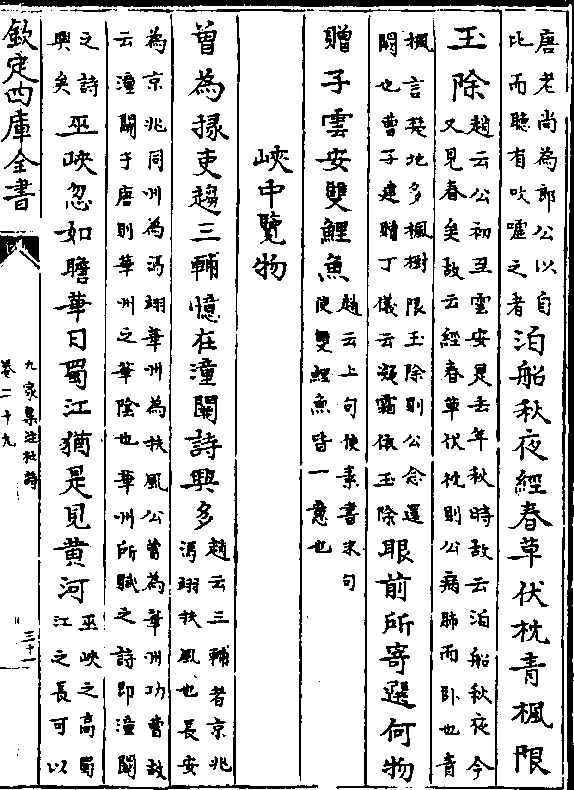 唐老尚為郎公以自比而聽有吹噓之者泊船秋夜經春草伏枕青楓限
玉除趙云公初至雲安是去年秋時故云泊船秋夜今又見春矣故云經春草伏枕則公病肺而卧也青
楓言楚地多楓樹限玉除則公念還闕也曹子建贈丁儀云凝霜依玉除眼前所寄選何物
贈子雲安雙鯉魚趙云上句使素書末句使雙鯉魚皆一意也
峽中覽物
曾為掾吏趨三輔憶在潼關詩興多趙云三輔者京兆馮翊扶風也長安
為京兆同州為馮翊華州為扶風公曾為華州功曹故云潼關于唐則華州之華陰也華州所賦之詩即潼關
之詩興矣巫峽忽如瞻華日蜀江猶是見黃河巫峽之高蜀江之長可以
欽定四庫全書
九家集注杜詩
卷二十九
三十一